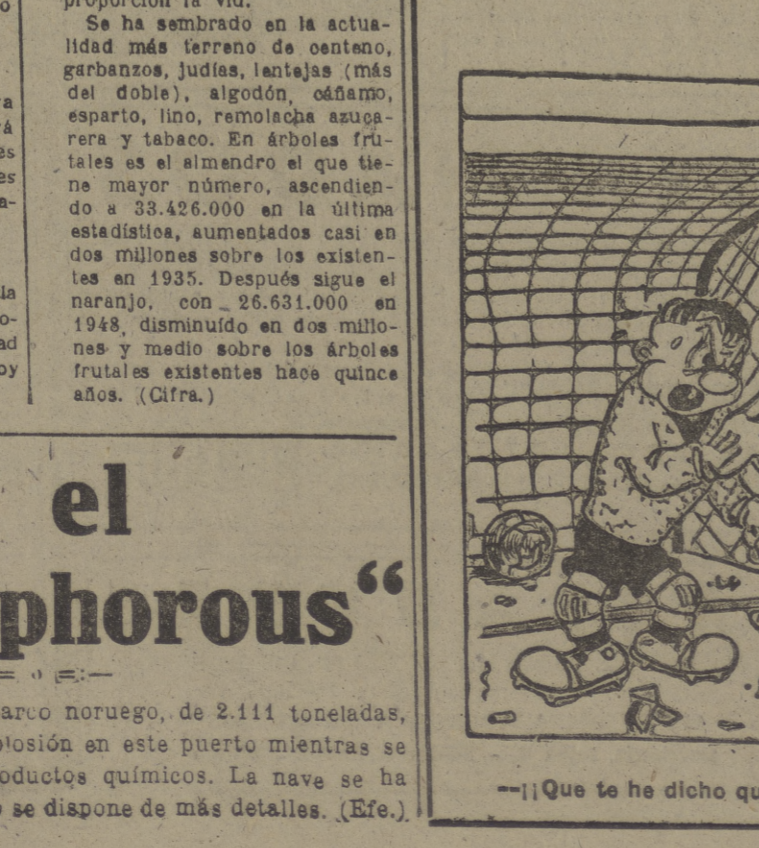 o
a
rá
es
es
a-
la
o-
ad
oy
proporción la vid.
Se ha sembrado en la actua-
lidad más terreno de centeno,
garbanzos, judías, lentejas (más
del doble), algodón, cáñamo,
esparto, lino, remolacha azuca-
rera y tabaco. En árboles fru-
tales es el almendro el que tie-
ne mayor número, ascendien-
do a 33.426.000 en la última
estadística, aumentados casi en
dos millones sobre los existen-
tes en 1935. Después sigue el
naranjo, con 26.631.000 en
1948, disminuído en dos millo-
nes y medio sobre los árboles
frutales existentes hace quince
años. (Cifra.)
el
phorous“
arco noruego, de 2.111 toneladas,
plosión en este puerto mientras se
oductos químicos. La nave se ha
o se dispone de más detalles. (Efe.)
—¡¡Que te he dicho qu